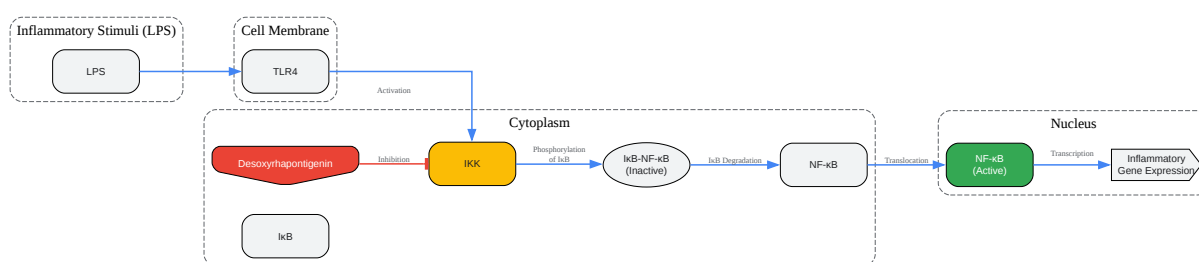 Inflammatory Stimuli (LPS)
LPS
Cell Membrane
TLR4
Activation
Cytoplasm
Desoxyrhapontigenin
Inhibition
IKK
Phosphorylation
of IκB
IκB-NF-κB
(Inactive)
IκB Degradation
NF-κB
Translocation
IκB
Nucleus
NF-κB
(Active)
Transcription
Inflammatory
Gene Expression